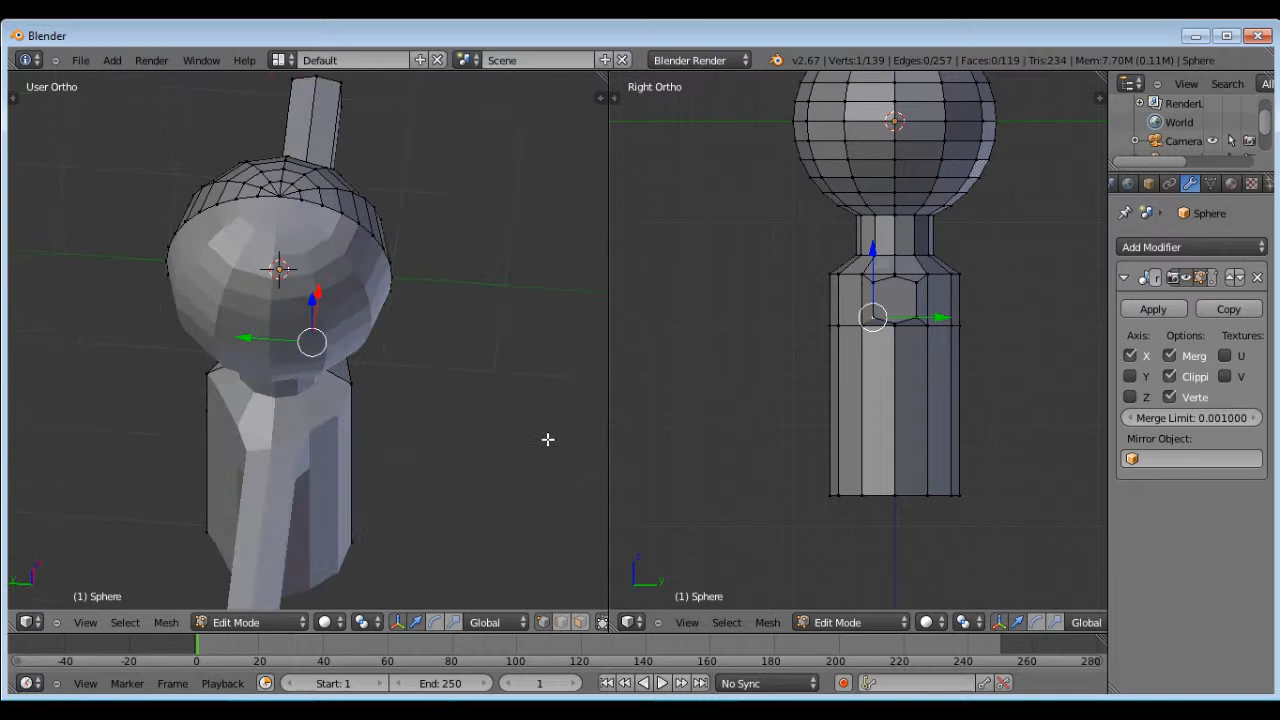 Blender
File Add Render Window Help Default Scene Blender Render v2.67 | Verts:1/139 | Edges:0/257 | Faces:0/119 | Tris:234 | Mem:7.70M (0.11M) | Sphere
User Ortho
Right Ortho
View Search All
RenderL
World
Camera
Sphere
Add Modifier
Apply Copy
Axis: Options: Textures:
X Merg U
Y Clippi V
Z Verte
Merge Limit: 0.001000
Mirror Object:
z
y
(1) Sphere
(1) Sphere
View Select Mesh Edit Mode Global
View Select Mesh Edit Mode Global
-40 -20 0 20 40 60 80 100 120 140 160 180 200 220 240 260 280
View Marker Frame Playback Start: 1 End: 250 1 No Sync